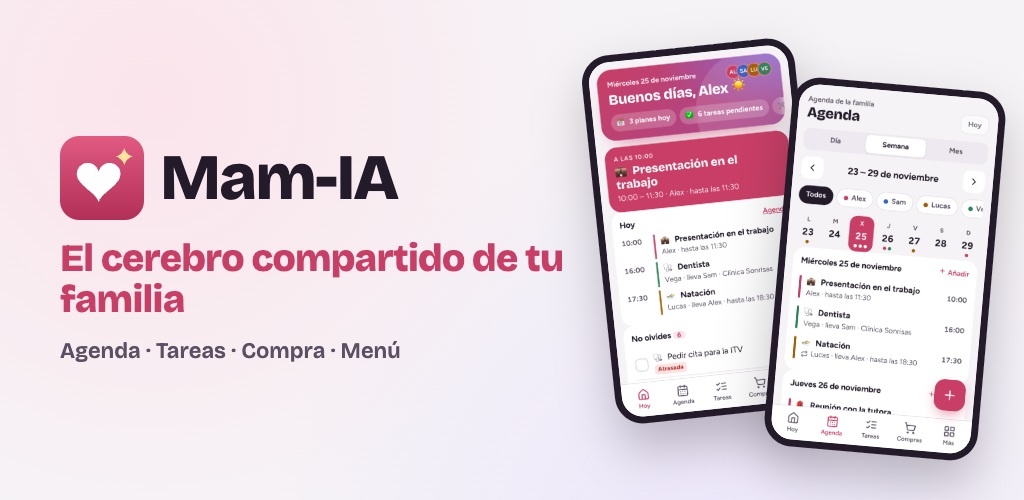 Mam-IA
El cerebro compartido de tu
familia
Agenda · Tareas · Compra · Menú
Miércoles 25 de noviembre
AL SA LU VE
Buenos días, Alex
3 planes hoy
6 tareas pendientes
A LAS 10:00
Presentación en el
trabajo
10:00 – 11:30 · Alex · hasta las 11:30
Hoy
10:00 Presentación en el trabajo
Alex · hasta las 11:30
16:00 Dentista
Vega · lleva Sam · Clínica Sonrisas
17:30 Natación
Lucas · lleva Alex · hasta las 18:30
No olvides 6
Pedir cita para la ITV
Atrasada
Hoy Agenda Tareas
Agenda de la familia
Agenda
Hoy
Día Semana Mes
23 – 29 de noviembre
Todos Alex Sam Lucas
L M X J V S D
23 24 25 26 27 28 29
Miércoles 25 de noviembre
+ Añadir
Presentación en el trabajo 10:00
Alex · hasta las 11:30
Dentista 16:00
Vega · lleva Sam · Clínica Sonrisas
Natación 17:30
Lucas · lleva Alex · hasta las 18:30
Jueves 26 de noviembre
+
Reunión con la tutora
Hoy Agenda Tareas Compras Más